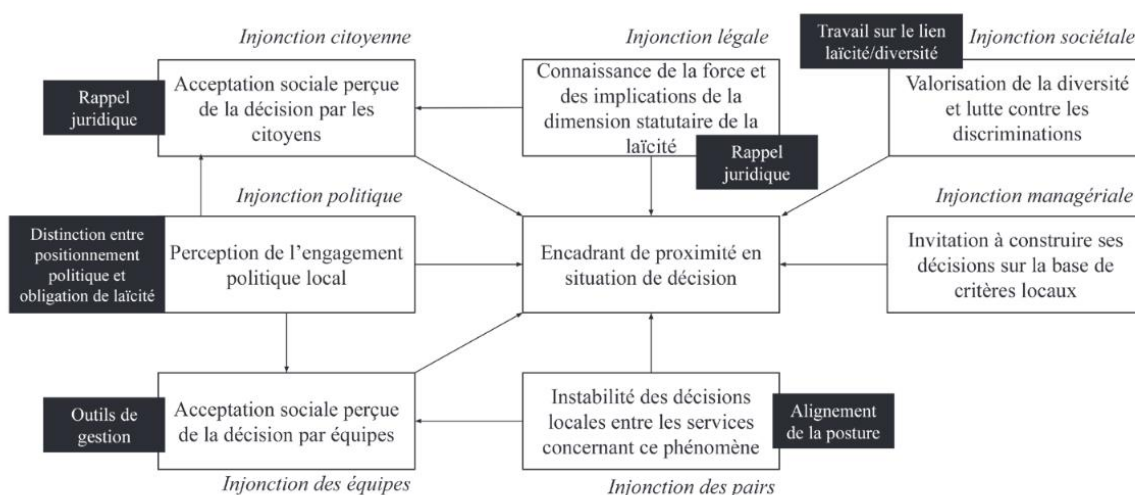 Injonction citoyenne
Rappel
juridique
Acceptation sociale perçue
de la décision par les
citoyens
Injonction légale
Connaissance de la force et
des implications de la
dimension statutaire de la
laïcité
Rappel
juridique
Travail sur le lien
laïcité/diversité
Injonction sociétale
Valorisation de la diversité
et lutte contre les
discriminations
Injonction politique
Distinction entre
positionnement
politique et
obligation de laïcité
Perception de l’engagement
politique local
Encadrant de proximité en
situation de décision
Injonction managériale
Invitation à construire ses
décisions sur la base de
critères locaux
Outils de
gestion
Acceptation sociale perçue
de la décision par équipes
Injonction des équipes
Instabilité des décisions
locales entre les services
concernant ce phénomène
Alignement
de la posture
Injonction des pairs